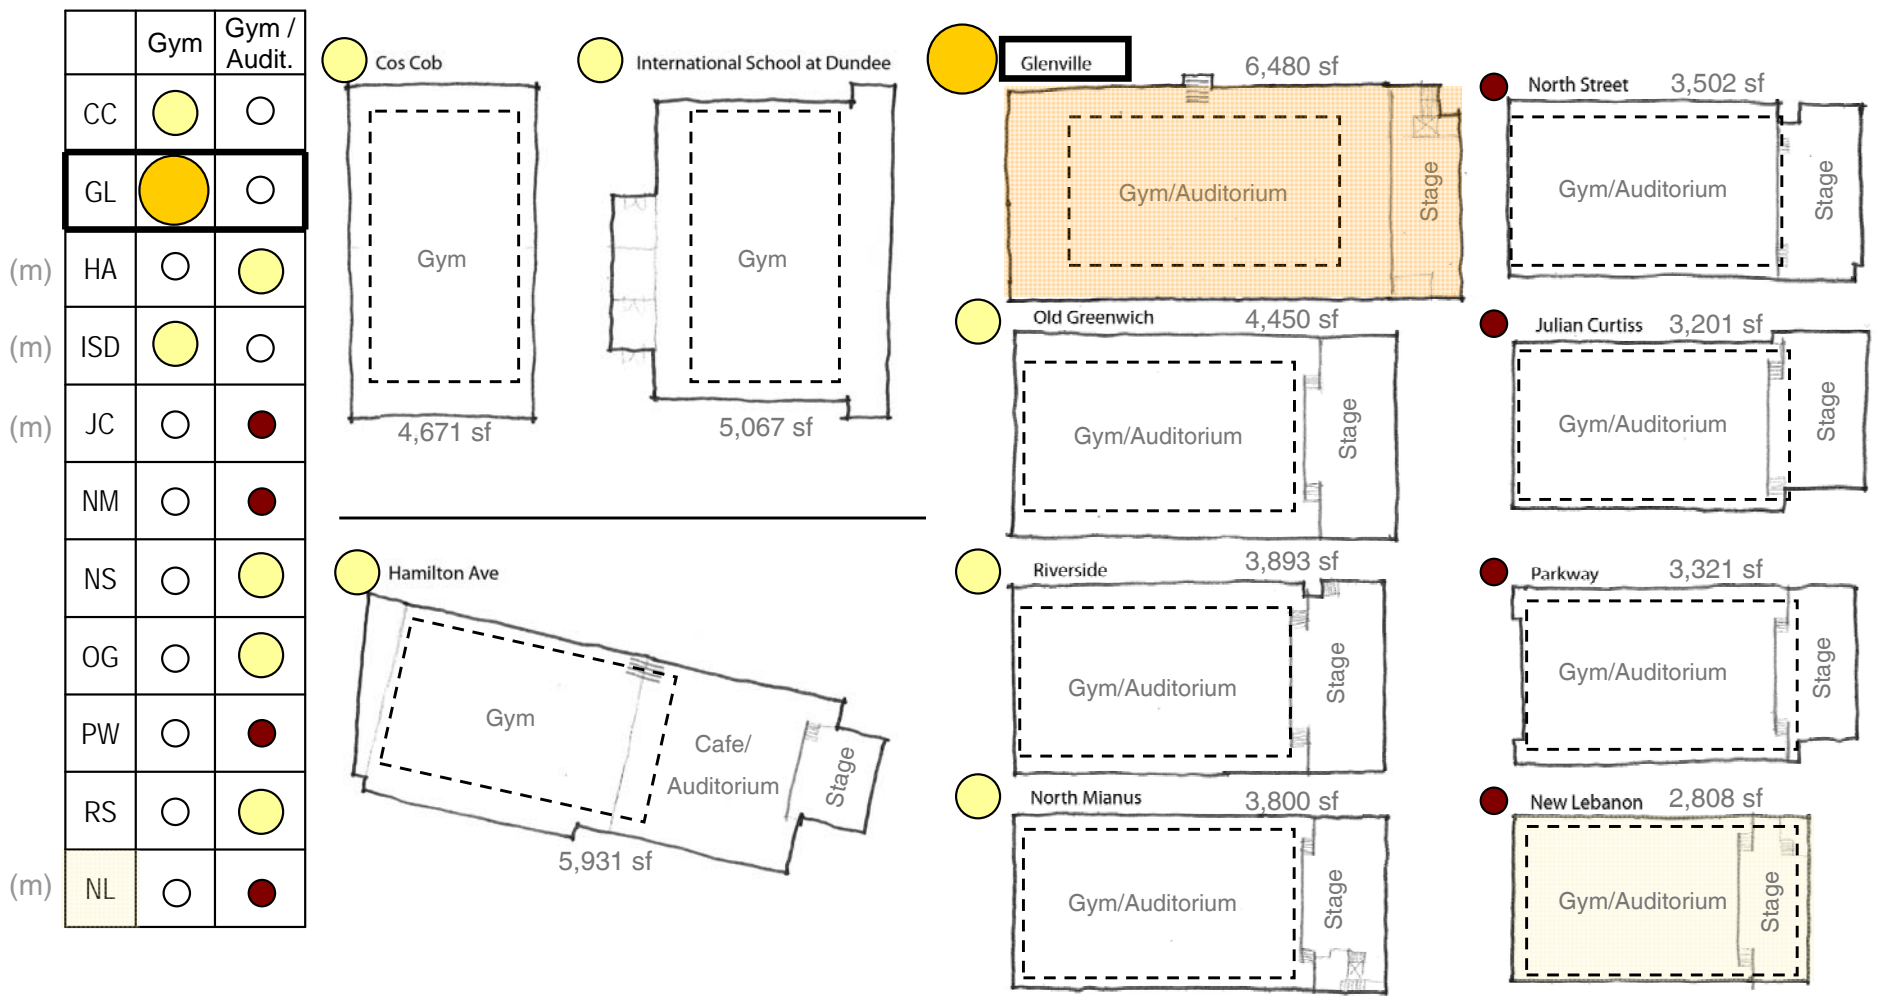 Gym
Gym /
Audit.
CC
GL
(m) HA
(m) ISD
(m) JC
NM
NS
OG
PW
RS
(m) NL
Cos Cob
Gym
4,671 sf
International School at Dundee
Gym
5,067 sf
Hamilton Ave
Gym
Cafe/
Auditorium
Stage
5,931 sf
Glenville
6,480 sf
Gym/Auditorium
Stage
Old Greenwich
4,450 sf
Gym/Auditorium
Stage
Riverside
3,893 sf
Gym/Auditorium
Stage
North Mianus
3,800 sf
Gym/Auditorium
Stage
North Street
3,502 sf
Gym/Auditorium
Stage
Julian Curtiss
3,201 sf
Gym/Auditorium
Stage
Parkway
3,321 sf
Gym/Auditorium
Stage
New Lebanon
2,808 sf
Gym/Auditorium
Stage